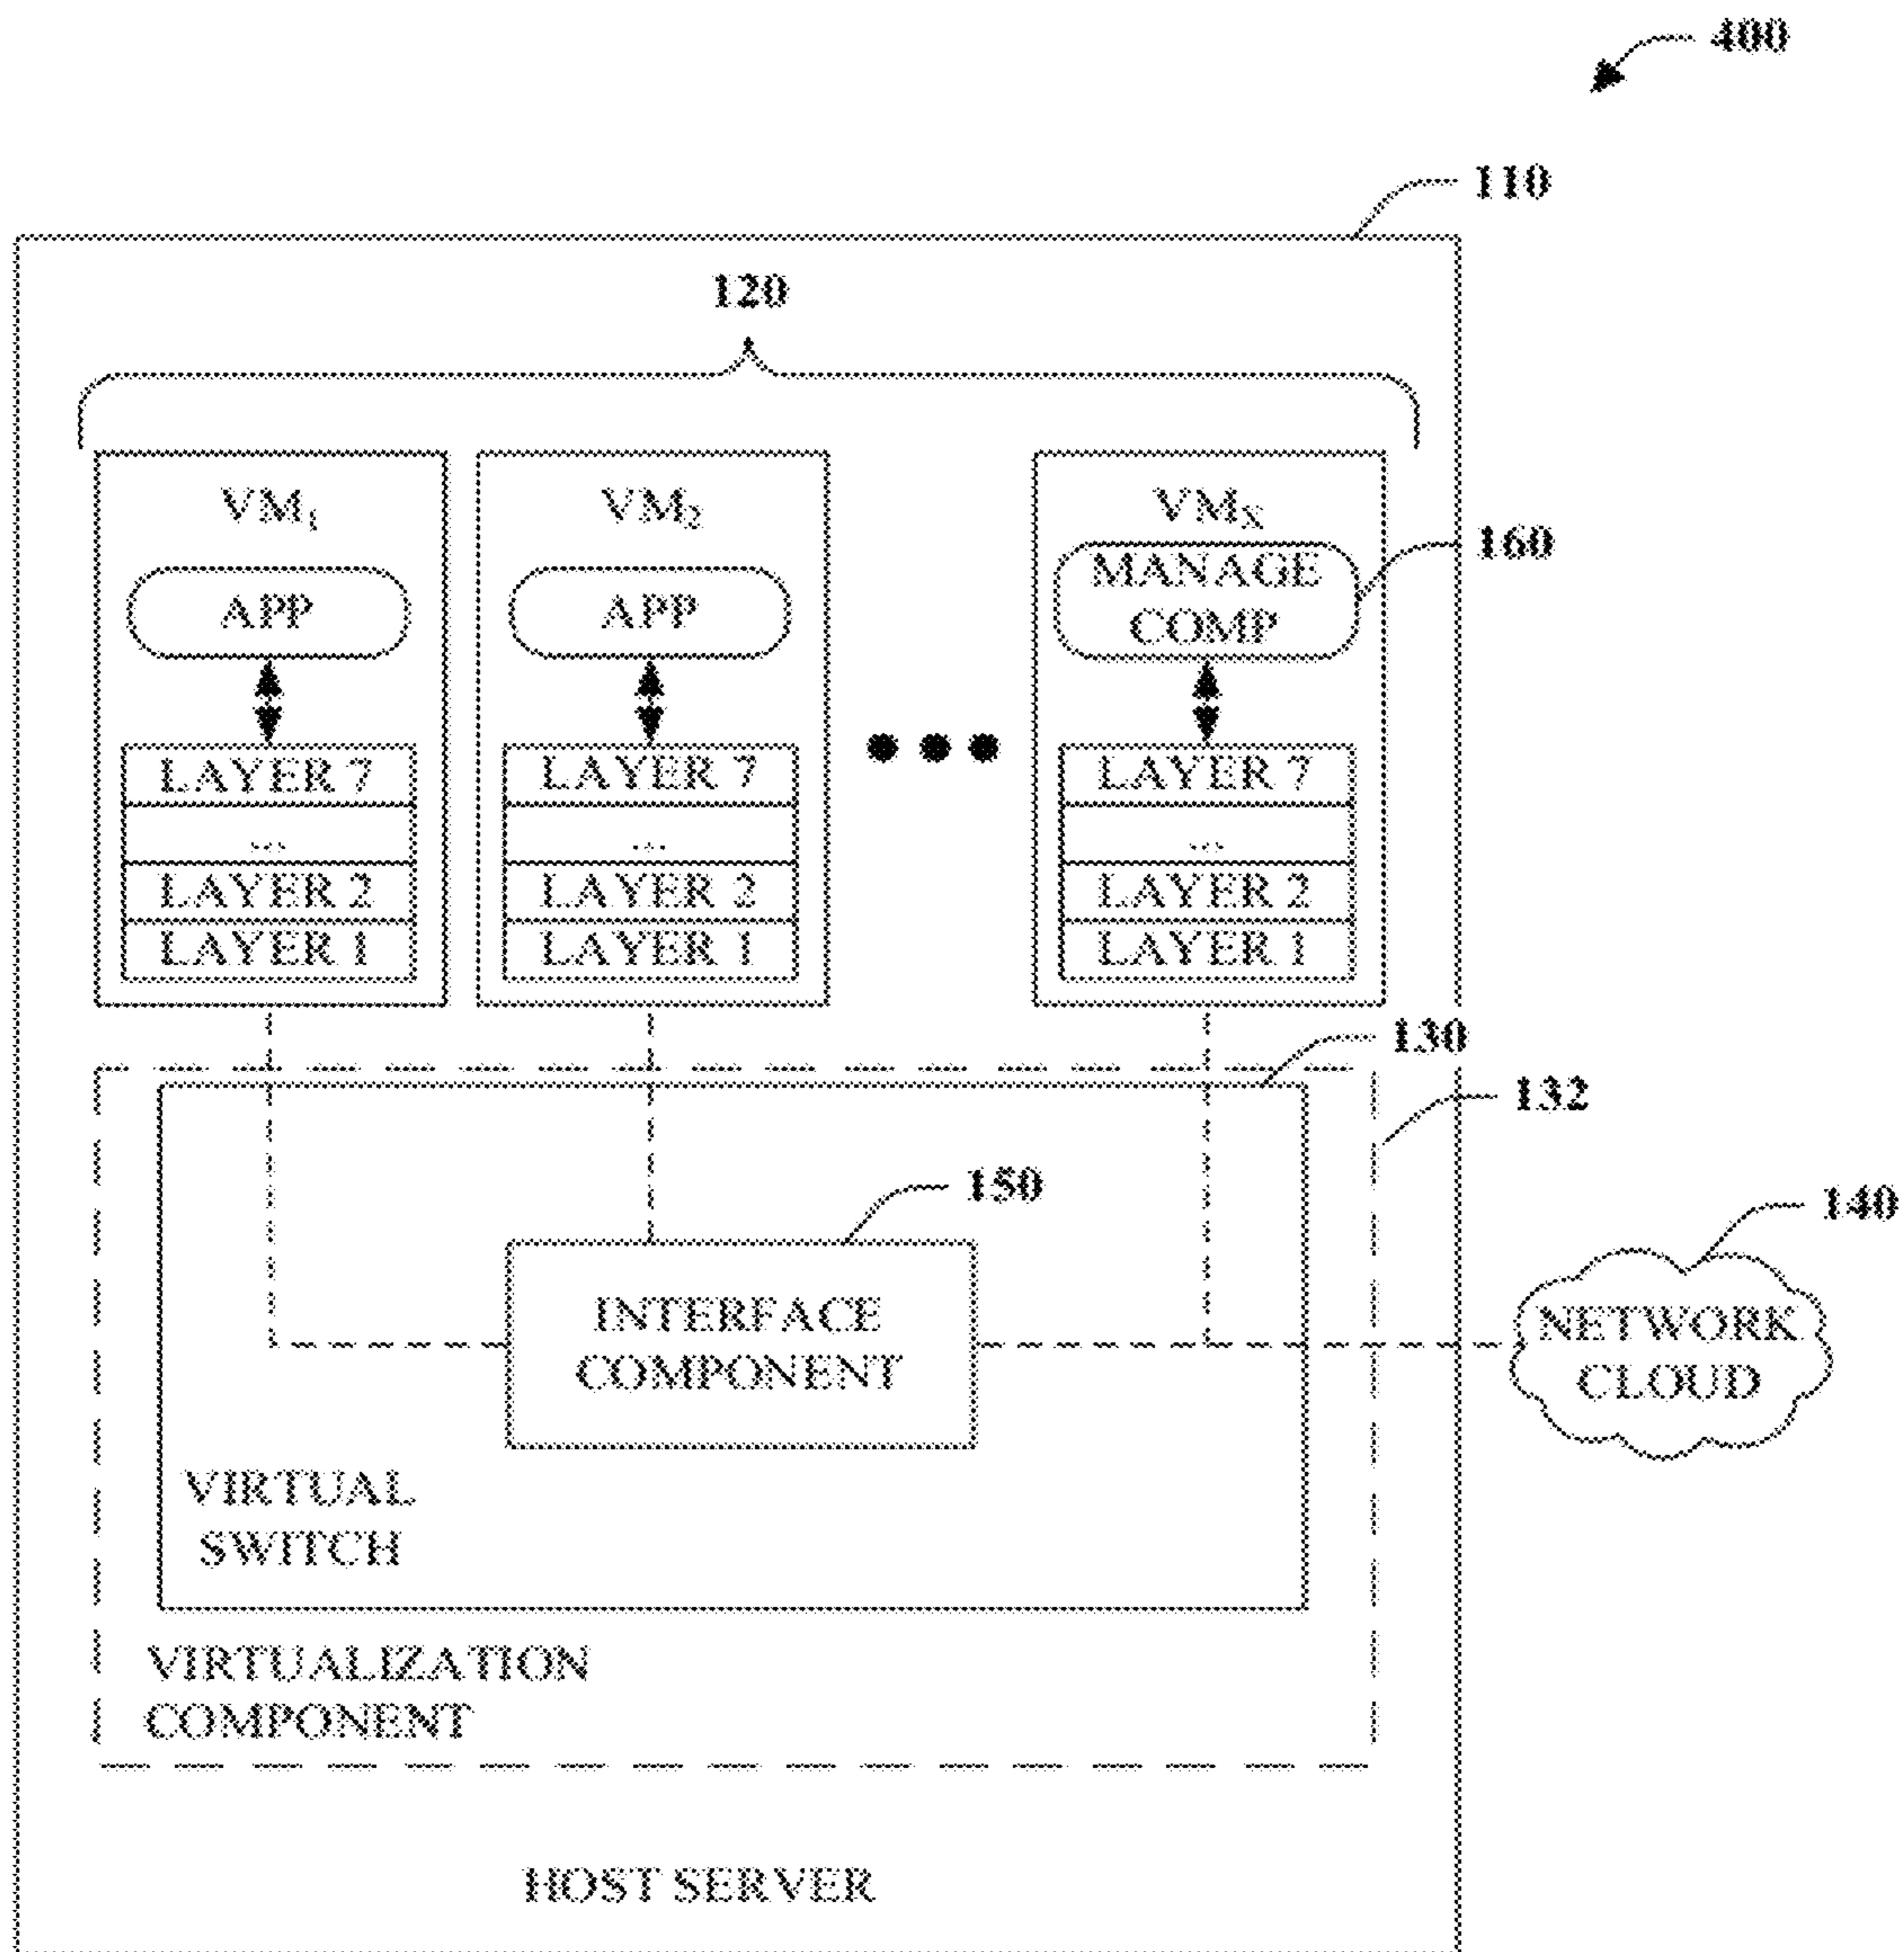 400
110
120
VM₁
VM₂
VMₓ
160
APP
APP
MANAGE
COMP
LAYER 7
...
LAYER 2
LAYER 1
LAYER 7
...
LAYER 2
LAYER 1
LAYER 7
...
LAYER 2
LAYER 1
130
132
150
140
INTERFACE
COMPONENT
NETWORK
CLOUD
VIRTUAL
SWITCH
VIRTUALIZATION
COMPONENT
HOST SERVER